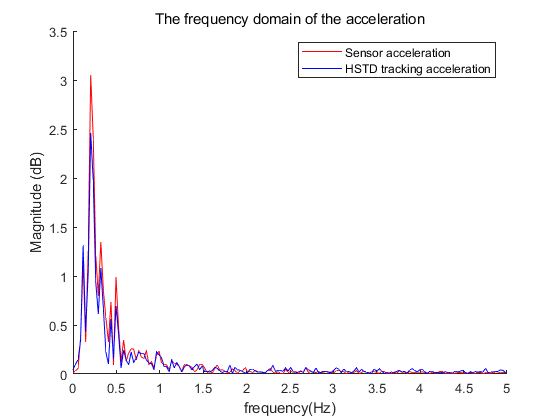 The frequency domain of the acceleration
Sensor acceleration
HSTD tracking acceleration
Magnitude (dB)
3.5
3
2.5
2
1.5
1
0.5
0
0 0.5 1 1.5 2 2.5 3 3.5 4 4.5 5
frequency(Hz)